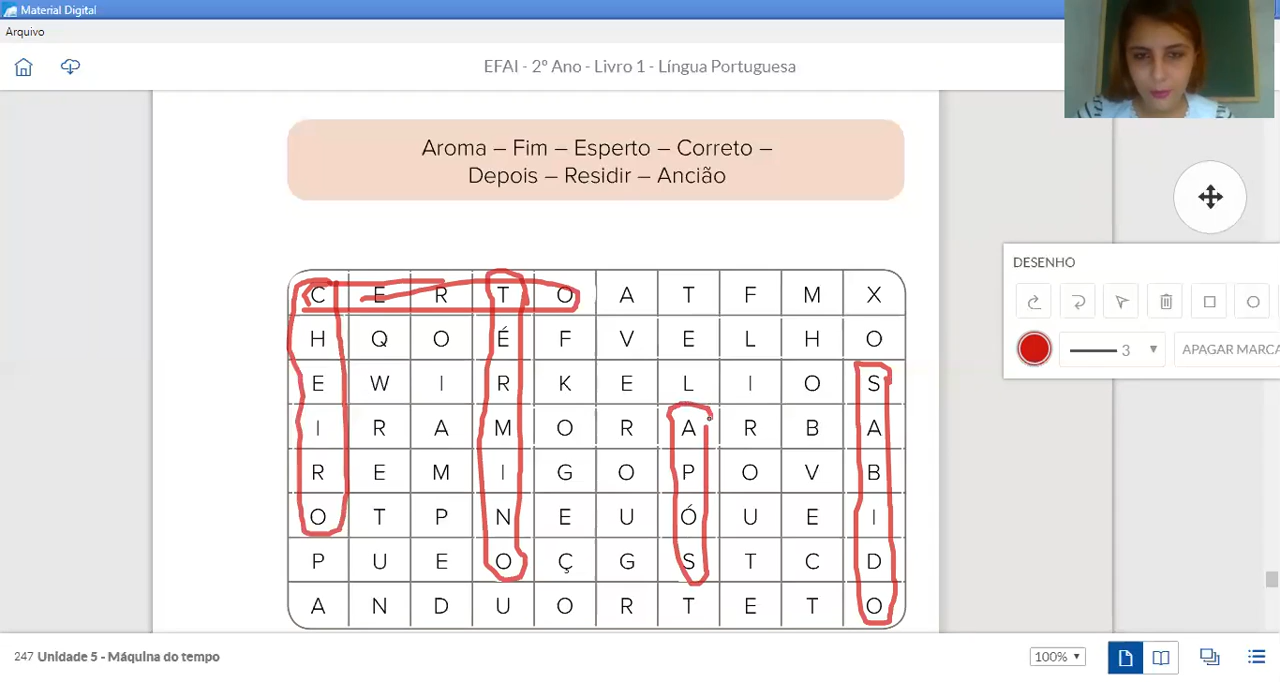 Material Digital
Arquivo
EFAI - 2º Ano - Livro 1 - Língua Portuguesa
Aroma – Fim – Esperto – Correto –
Depois – Residir – Ancião
C E R T O A T F M X
H Q O É F V E L H O
E W I R K E L I O S
I R A M O R A R B A
R E M I G O P O V B
O T P N E U Ó U E I
P U E O Ç G S T C D
A N D U O R T E T O
DESENHO
3
APAGAR MARCA
247 Unidade 5 - Máquina do tempo
100%